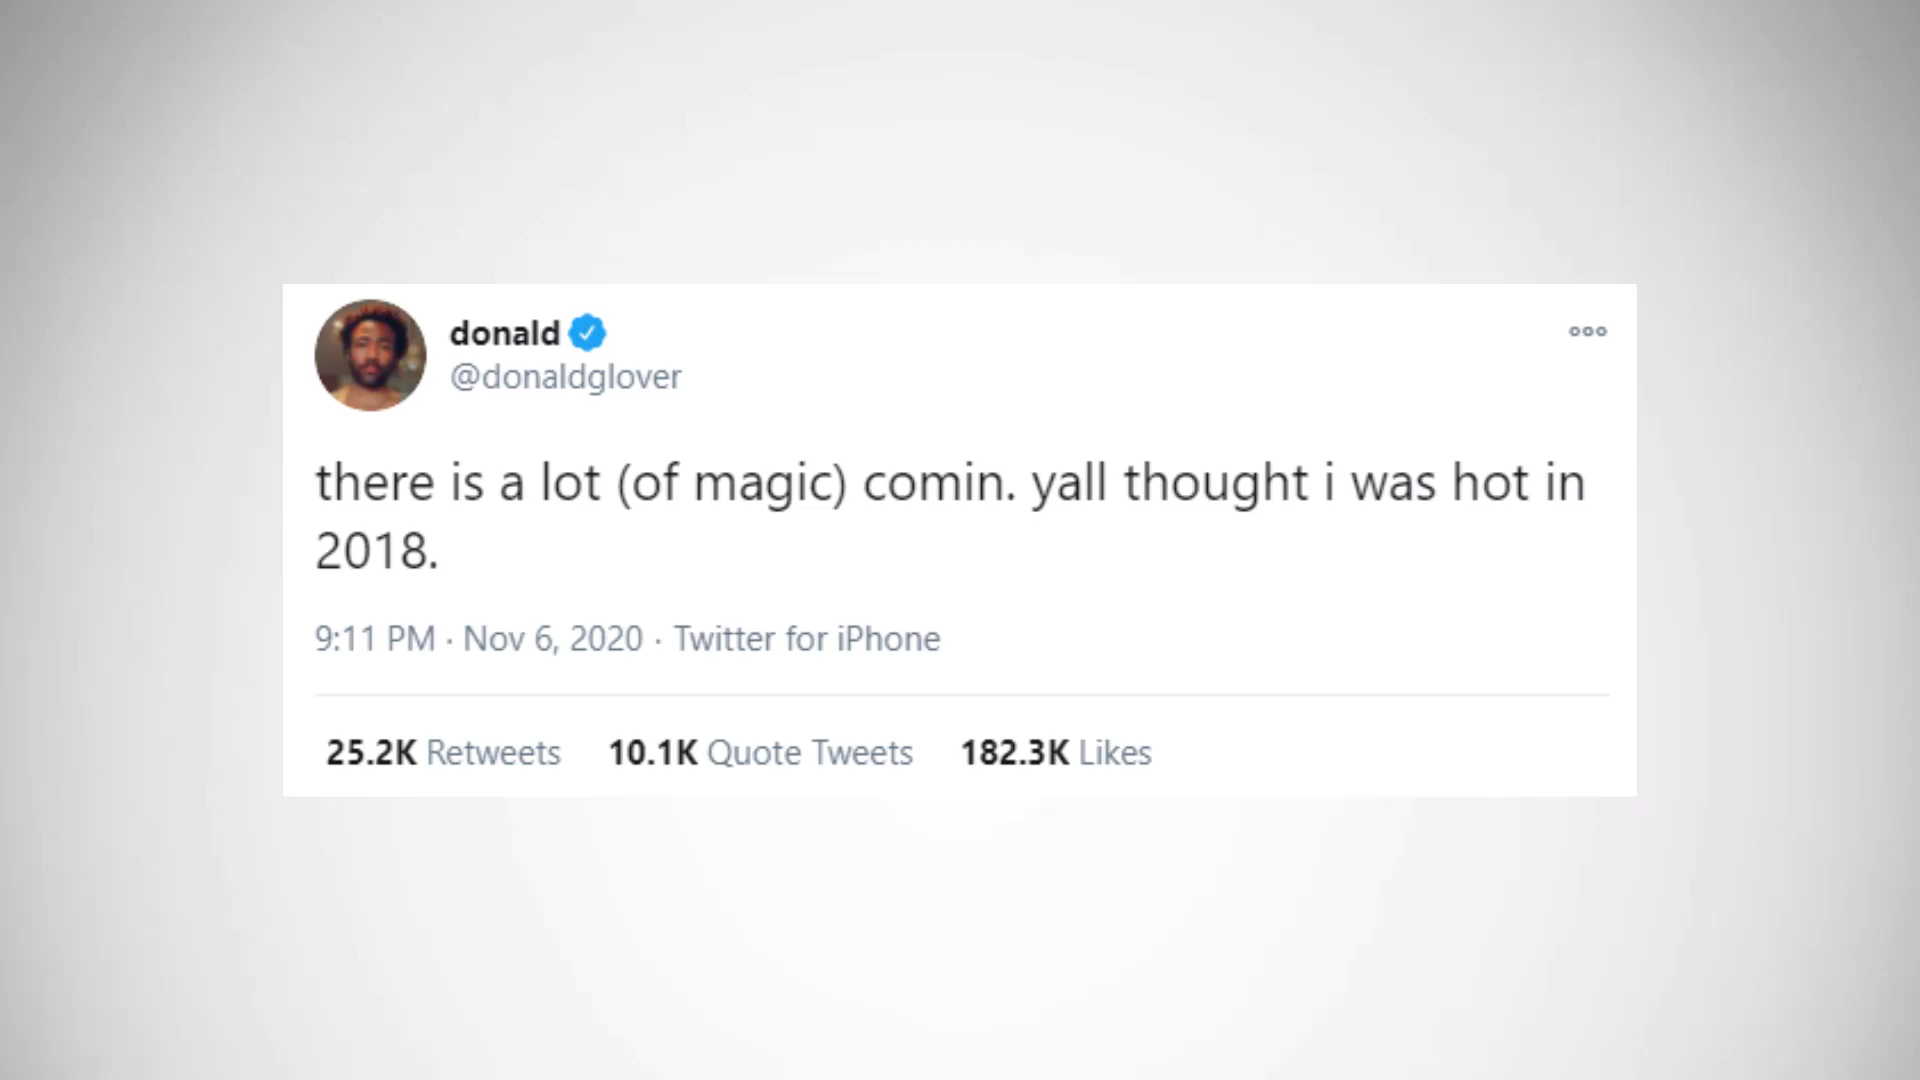 donald
@donaldglover
there is a lot (of magic) comin. yall thought i was hot in
2018.
9:11 PM · Nov 6, 2020 · Twitter for iPhone
25.2K Retweets 10.1K Quote Tweets 182.3K Likes